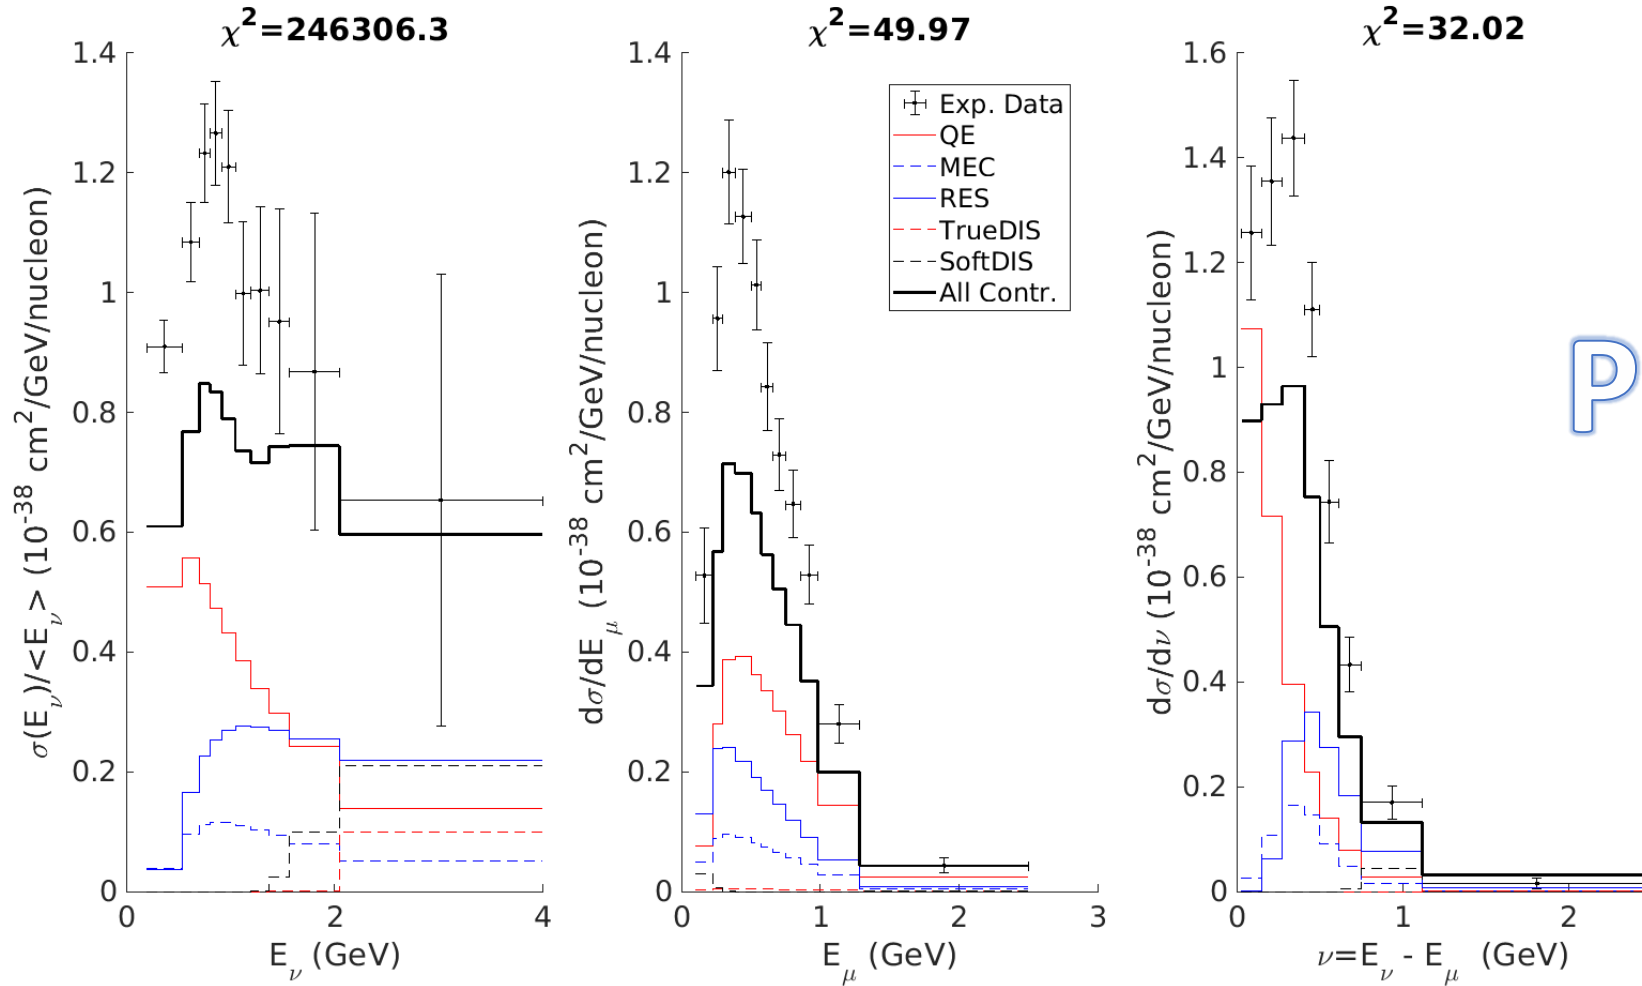 χ²=246306.3
1.4
1.2
1
0.8
0.6
0.4
0.2
0
0 2 4
σ(E_ν)/<E_ν> (10⁻³⁸ cm²/GeV/nucleon)
E_ν (GeV)
χ²=49.97
1.4
1.2
1
0.8
0.6
0.4
0.2
0
0 1 2 3
dσ/dE_μ (10⁻³⁸ cm²/GeV/nucleon)
E_μ (GeV)
Exp. Data
QE
MEC
RES
TrueDIS
SoftDIS
All Contr.
χ²=32.02
1.6
1.4
1.2
1
0.8
0.6
0.4
0.2
0
0 1 2
dσ/dν (10⁻³⁸ cm²/GeV/nucleon)
ν=E_ν - E_μ (GeV)
P